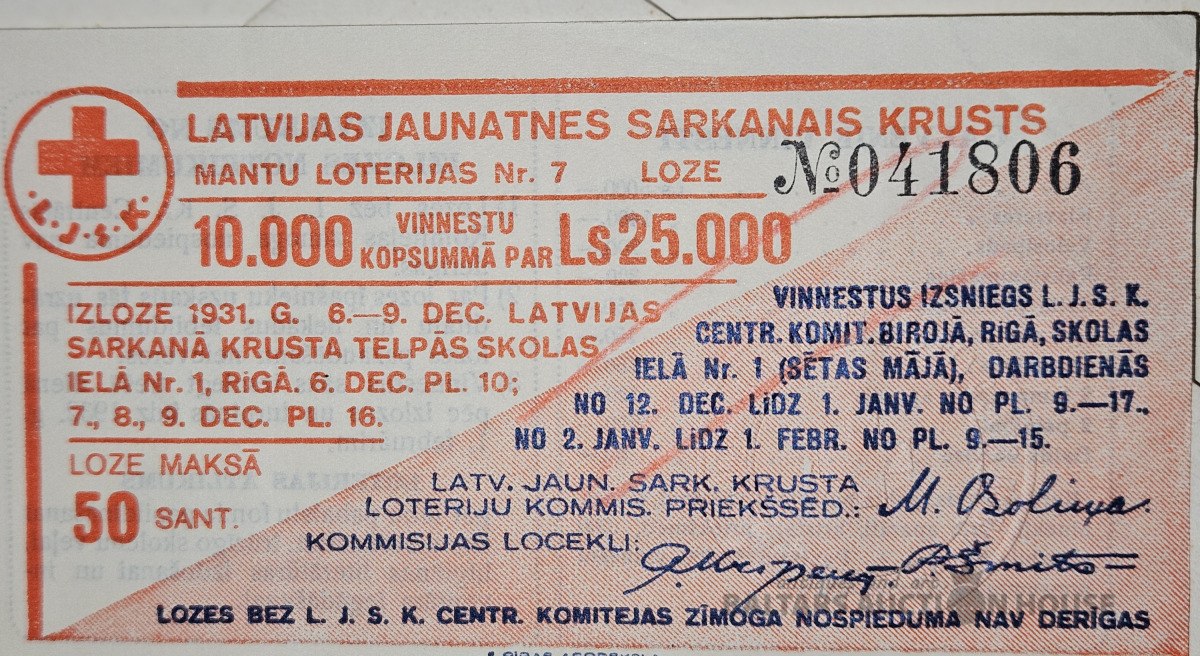 LATVIJAS JAUNATNES SARKANAIS KRUSTS
·L·J·S·K·
MANTU LOTERIJAS Nr. 7 LOZE № 041806
10.000 VINNESTU KOPSUMMĀ PAR Ls 25.000
IZLOZE 1931. G. 6.—9. DEC. LATVIJAS
SARKANĀ KRUSTA TELPĀS SKOLAS
IELĀ Nr. 1, RĪGĀ. 6. DEC. PL. 10;
7., 8., 9. DEC. PL. 16.
LOZE MAKSĀ
50 SANT.
VINNESTUS IZSNIEGS L. J. S. K.
CENTR. KOMIT. BIROJĀ, RĪGĀ, SKOLAS
IELĀ Nr. 1 (SĒTAS MĀJĀ), DARBDIENĀS
NO 12. DEC. LĪDZ 1. JANV. NO PL. 9.—17.,
NO 2. JANV. LĪDZ 1. FEBR. NO PL. 9—15.
LATV. JAUN. SARK. KRUSTA
LOTERIJU KOMMIS. PRIEKŠSĒD.:
KOMMISIJAS LOCEKLI:
LOZES BEZ L. J. S. K. CENTR. KOMITEJAS ZĪMOGA NOSPIEDUMA NAV DERĪGAS